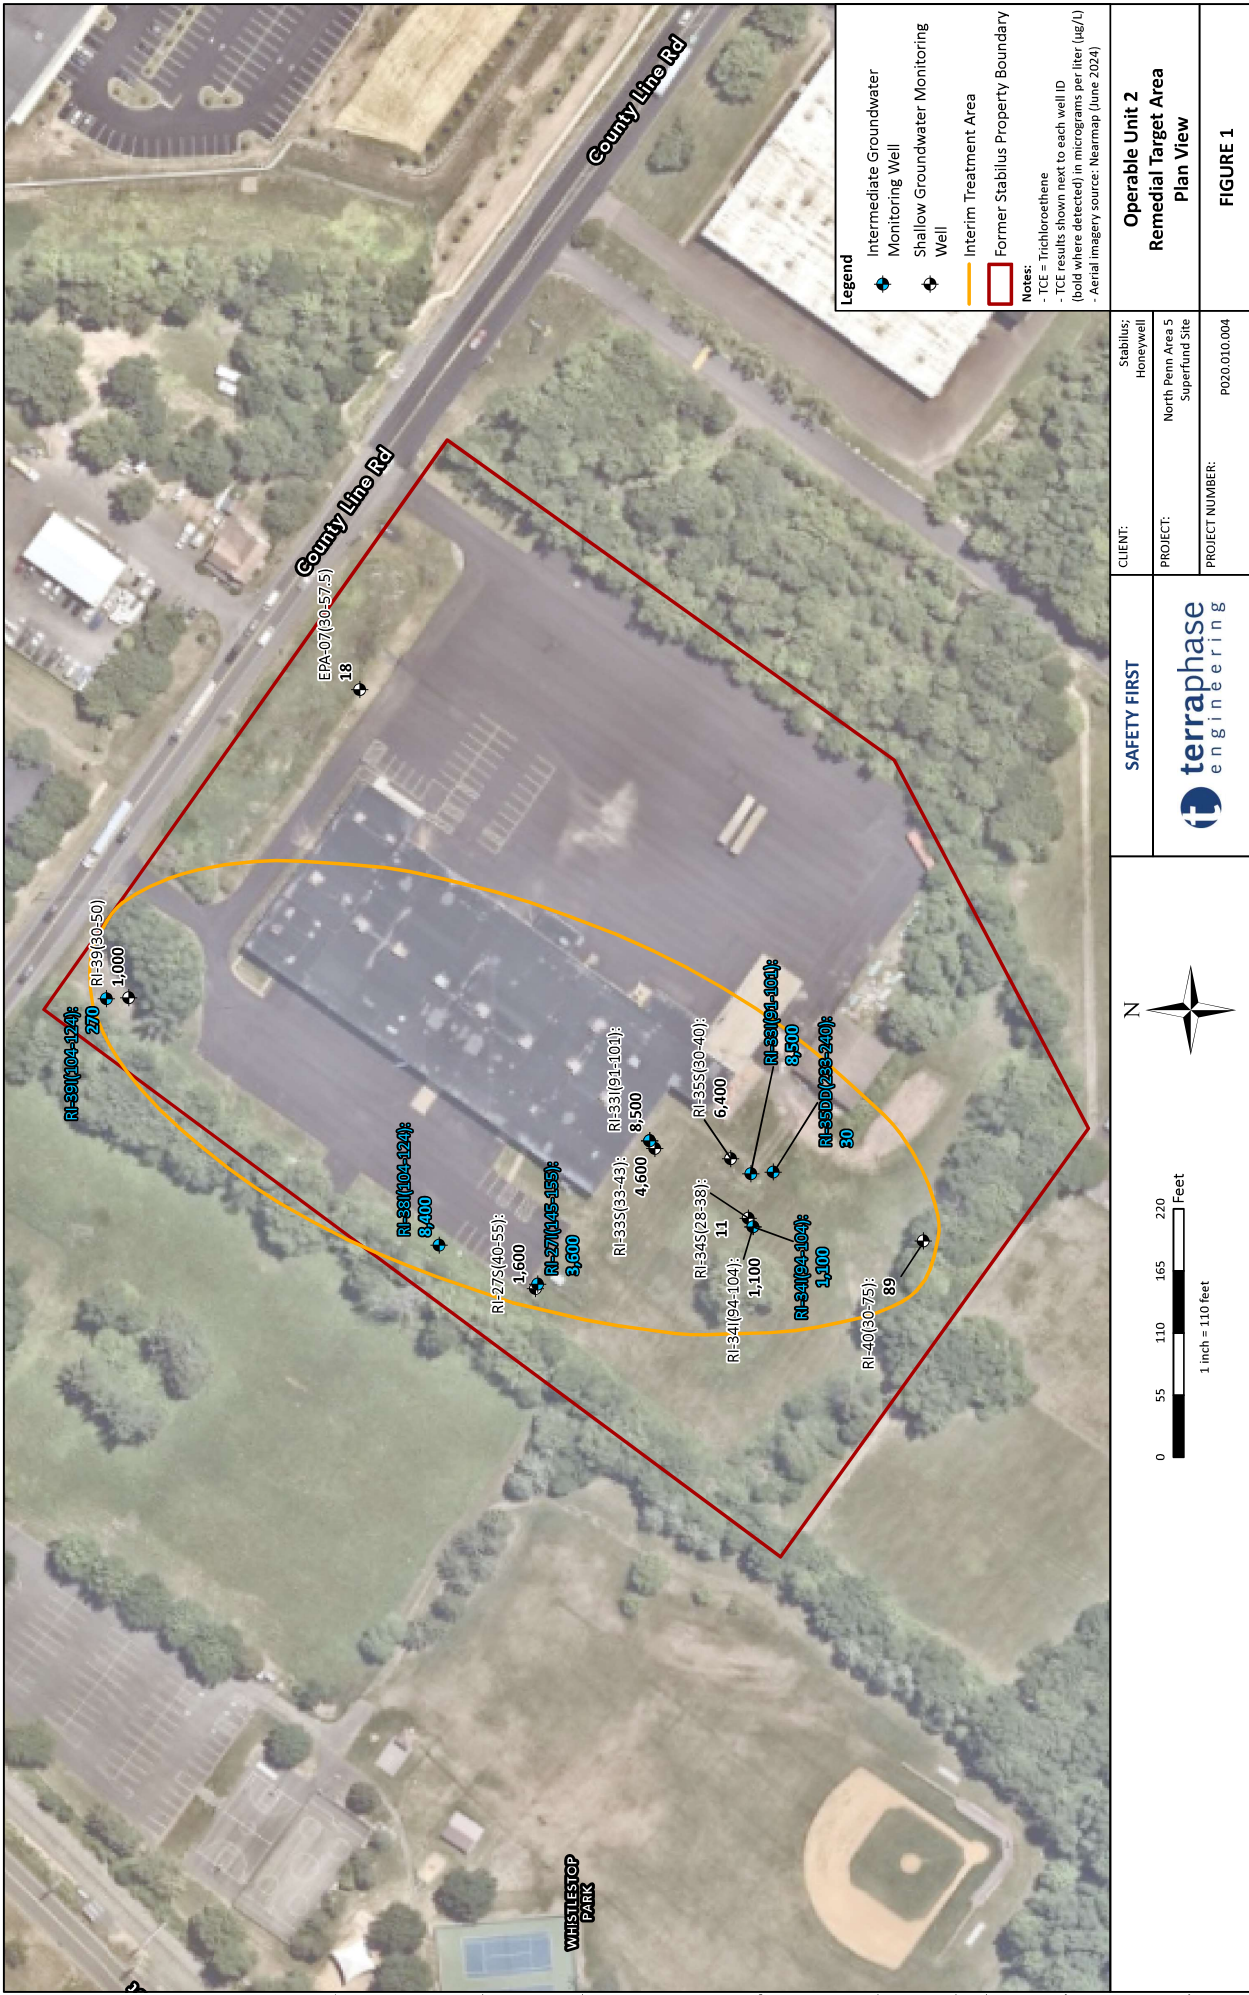 County Line Rd
County Line Rd
EPA-07(30-57.5)
18
RI-39(30-50)
1,000
RI-39I(104-124):
270
RI-38I(104-124):
8,400
RI-27S(40-55):
1,600
RI-27I(145-155):
3,600
RI-33I(91-101):
8,500
RI-33S(33-43):
4,600
RI-35S(30-40):
6,400
RI-33I(91-101):
8,500
RI-35DD(233-240):
30
RI-34S(28-38):
11
RI-34I(94-104):
1,100
RI-34I(94-104):
1,100
RI-40(30-75):
89
WHISTLESTOP
PARK
Legend
Intermediate Groundwater
Monitoring Well
Shallow Groundwater Monitoring
Well
Interim Treatment Area
Former Stabilus Property Boundary
Notes:
- TCE = Trichloroethene
- TCE results shown next to each well ID
(bold where detected) in micrograms per liter (µg/L)
- Aerial imagery source: Nearmap (June 2024)
N
0 55 110 165 220
Feet
1 inch = 110 feet
SAFETY FIRST
terraphase
engineering
CLIENT: Stabilus;
Honeywell
PROJECT: North Penn Area 5
Superfund Site
PROJECT NUMBER: P020.010.004
Operable Unit 2
Remedial Target Area
Plan View
FIGURE 1